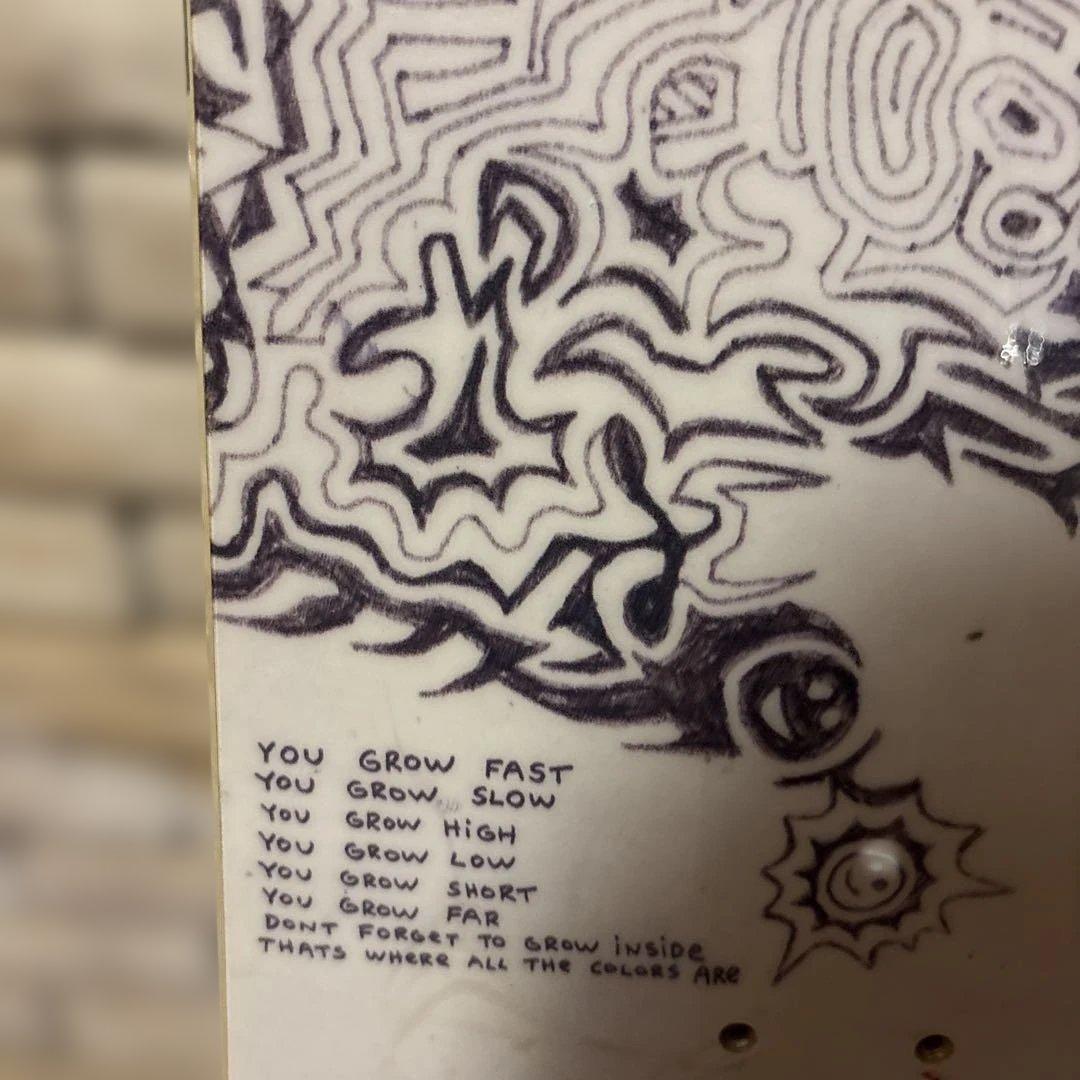 YOU GROW FAST
YOU GROW SLOW
YOU GROW HiGH
YOU GROW LOW
YOU GROW SHORT
YOU GROW FAR
DONT FORGET TO GROW iNSiDE
THATS WHERE ALL THE COLORS ARE